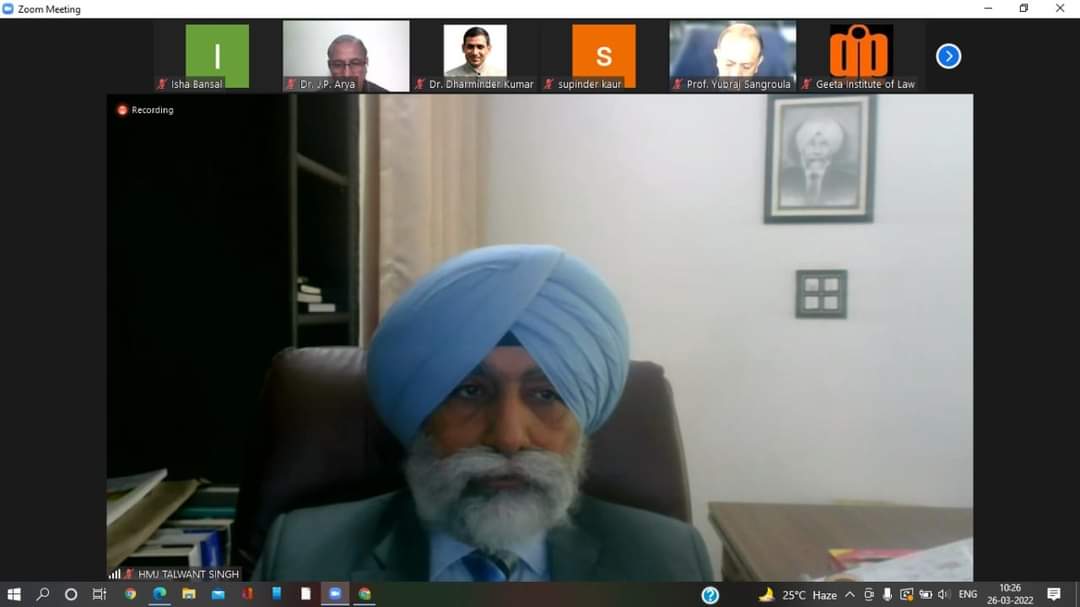 Zoom Meeting
I
Isha Bansal
Dr. J.P. Arya
Dr. Dharminder Kumar
S
supinder kaur
Prof. Yubraj Sangroula
Geeta Institute of Law
Recording
HMJ TALWANT SINGH
25°C Haze
ENG
10:26
26-03-2022